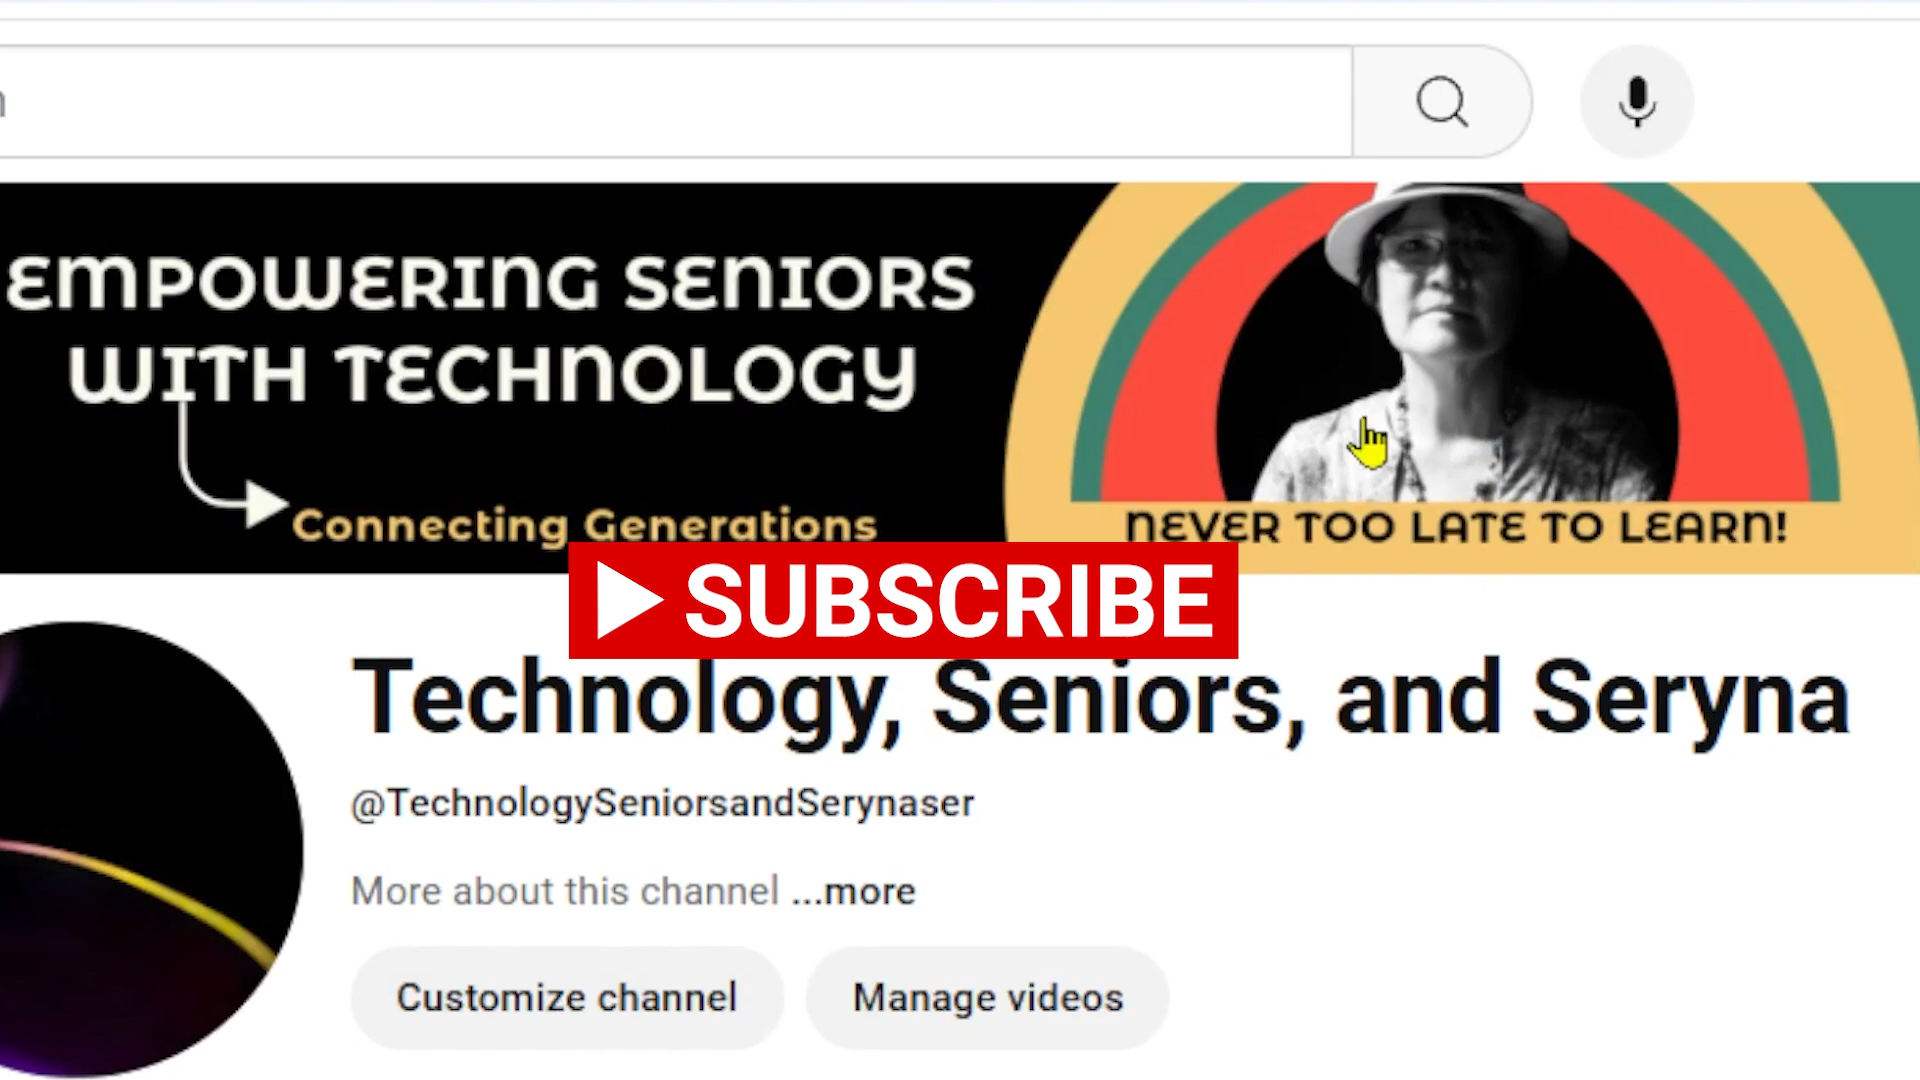 EMPOWERING SENIORS
WITH TECHNOLOGY
Connecting Generations
NEVER TOO LATE TO LEARN!
SUBSCRIBE
Technology, Seniors, and Seryna
@TechnologySeniorsandSerynaser
More about this channel ...more
Customize channel
Manage videos